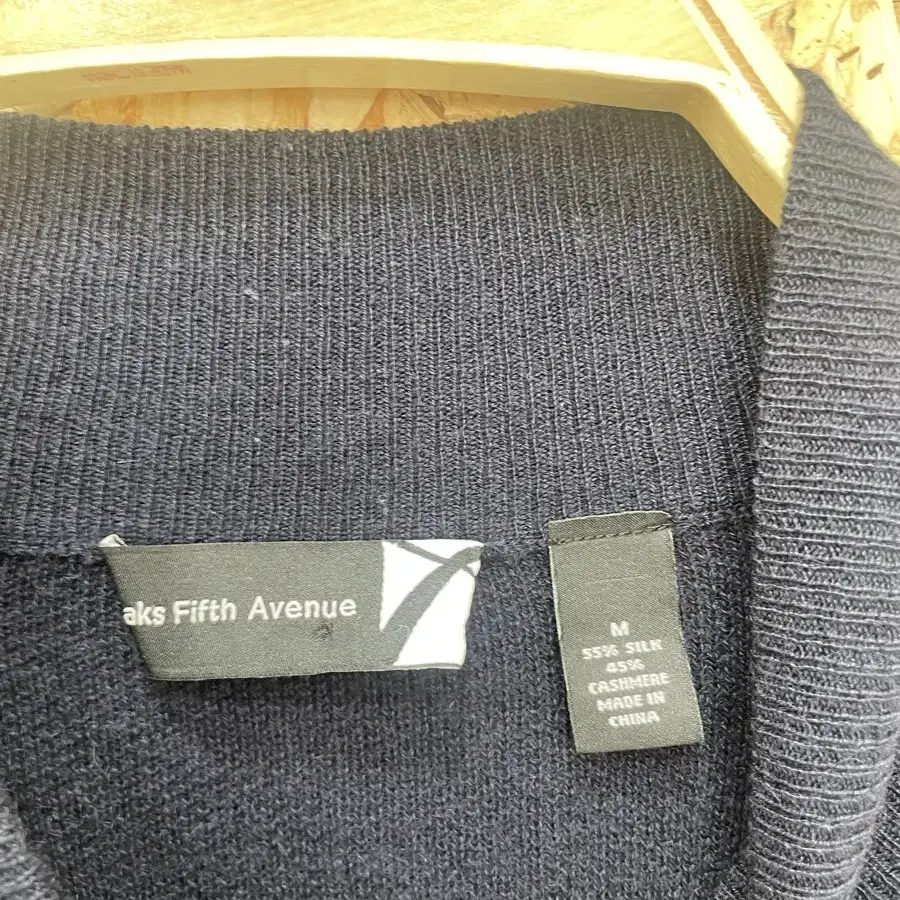 aks Fifth Avenue
M
55% SILK
45%
CASHMERE
MADE IN
CHINA